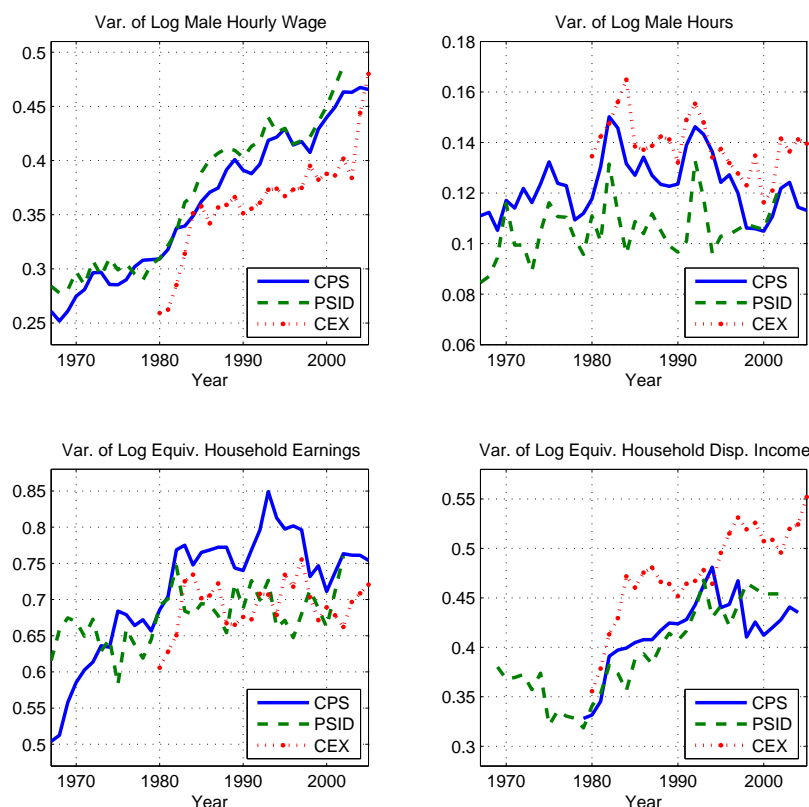 Var. of Log Male Hourly Wage
0.5
0.45
0.4
0.35
0.3
0.25
1970 1980 1990 2000
Year
CPS
PSID
CEX
Var. of Log Male Hours
0.18
0.16
0.14
0.12
0.1
0.08
0.06
1970 1980 1990 2000
Year
CPS
PSID
CEX
Var. of Log Equiv. Household Earnings
0.85
0.8
0.75
0.7
0.65
0.6
0.55
0.5
1970 1980 1990 2000
Year
CPS
PSID
CEX
Var. of Log Equiv. Household Disp. Income
0.55
0.5
0.45
0.4
0.35
0.3
1970 1980 1990 2000
Year
CPS
PSID
CEX